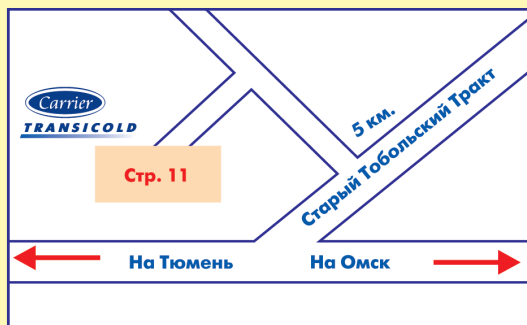 Carrier
TRANSICOLD
5 км.
Старый Тобольский Тракт
Стр. 11
На Тюмень
На Омск